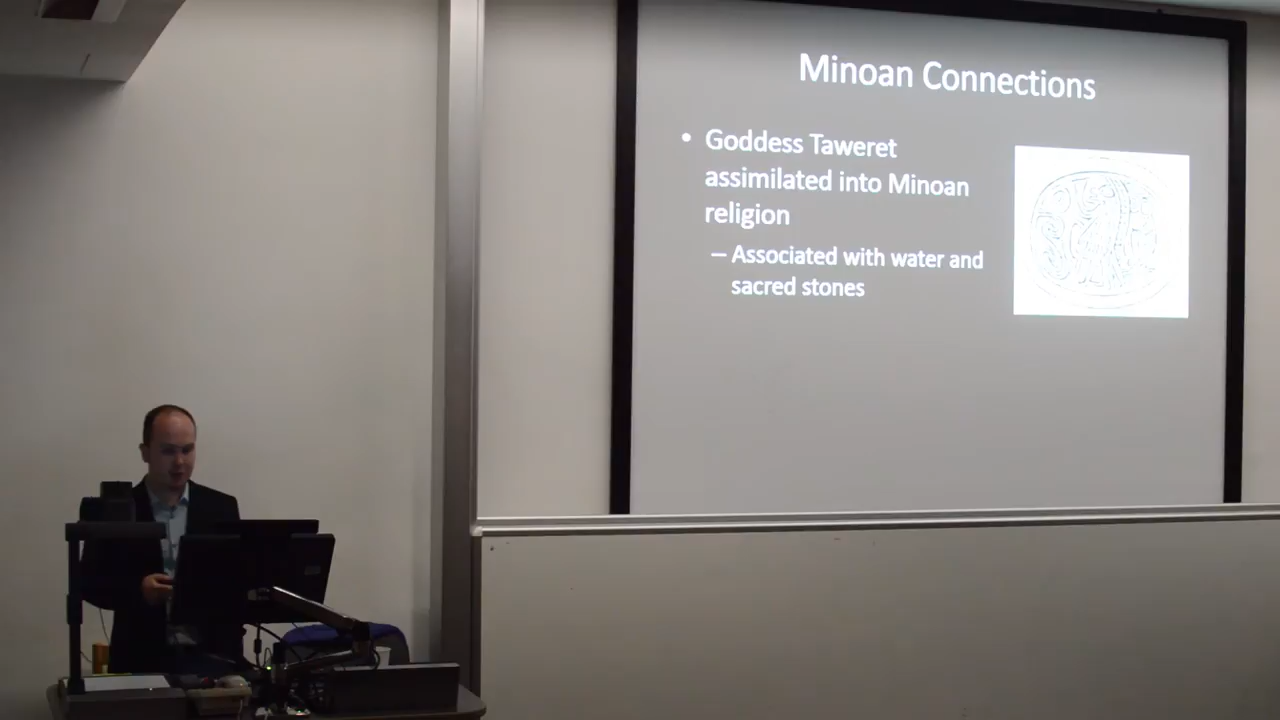 Minoan Connections
• Goddess Taweret
assimilated into Minoan
religion
– Associated with water and
sacred stones